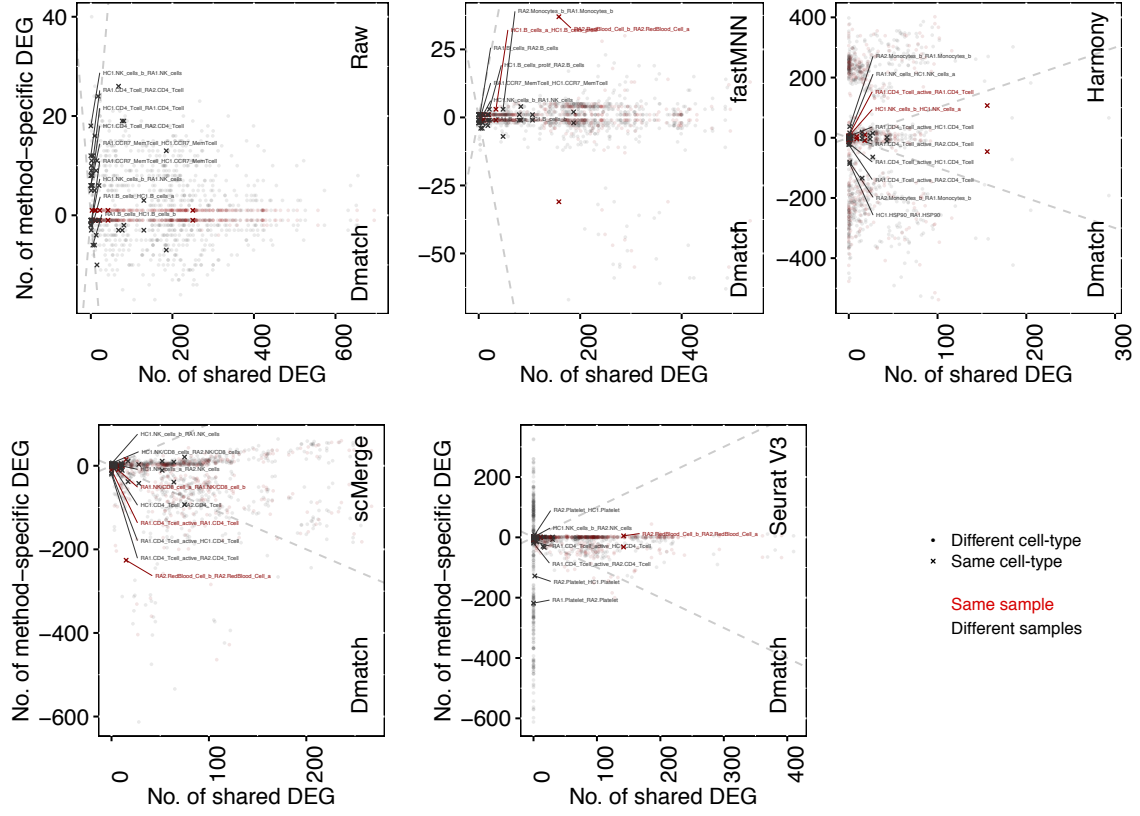 No. of method-specific DEG
40
20
0
HC1.NK_cells_b_RA1.NK_cells
RA1.CD4_Tcell_RA2.CD4_Tcell
HC1.CD4_Tcell_RA1.CD4_Tcell
HC1.CD4_Tcell_RA2.CD4_Tcell
RA1.CCR7_MemTcell_HC1.CCR7_MemTcell
RA1.CCR7_MemTcell_HC1.CCR7_MemTcell
HC1.NK_cells_b_RA1.NK_cells
RA1.B_cells_HC1.B_cells_a
RA1.B_cells_HC1.B_cells_b
Raw
Dmatch
0
200
400
600
No. of shared DEG
25
0
−25
−50
RA2.Monocytes_b_RA1.Monocytes_b
RA2.RedBlood_Cell_b_RA2.RedBlood_Cell_a
RA1.B_cells_RA2.B_cells
HC1.B_cells_prolif_RA2.B_cells
RA1.CCR7_MemTcell_HC1.CCR7_MemTcell
HC1.NK_cells_b_RA1.NK_cells
fastMNN
Dmatch
0
200
400
No. of shared DEG
400
200
0
−200
−400
RA2.Monocytes_b_RA1.Monocytes_b
RA1.NK_cells_HC1.NK_cells_a
RA1.CD4_Tcell_active_RA1.CD4_Tcell
HC1.NK_cells_b_HC1.NK_cells_a
RA1.CD4_Tcell_active_HC1.CD4_Tcell
RA1.CD4_Tcell_active_RA2.CD4_Tcell
RA1.CD4_Tcell_active_HC1.CD4_Tcell
RA1.CD4_Tcell_active_RA2.CD4_Tcell
RA2.Monocytes_b_RA1.Monocytes_b
HC1.HSP90_RA1.HSP90
Harmony
Dmatch
0
100
200
300
No. of shared DEG
No. of method-specific DEG
0
−200
−400
−600
HC1.NK_cells_b_RA1.NK_cells
HC1.NK/CD8_cells_RA2.NK/CD8_cells
HC1.NK_cells_a_RA2.NK_cells
RA1.NK/CD8_cell_a_RA1.NK/CD8_cell_b
HC1.CD4_Tcell_RA2.CD4_Tcell
RA1.CD4_Tcell_active_RA1.CD4_Tcell
RA1.CD4_Tcell_active_HC1.CD4_Tcell
RA1.CD4_Tcell_active_RA2.CD4_Tcell
RA2.RedBlood_Cell_b_RA2.RedBlood_Cell_a
scMerge
Dmatch
0
100
200
No. of shared DEG
No. of method-specific DEG
200
0
−200
−400
−600
RA2.Platelet_HC1.Platelet
HC1.NK_cells_b_RA2.NK_cells
RA2.RedBlood_Cell_b_RA2.RedBlood_Cell_a
RA1.CD4_Tcell_active_HC1.CD4_Tcell
RA1.CD4_Tcell_active_RA2.CD4_Tcell
RA2.Platelet_HC1.Platelet
RA1.Platelet_RA2.Platelet
Seurat V3
Dmatch
0
100
200
300
400
No. of shared DEG
Different cell-type
Same cell-type
Same sample
Different samples